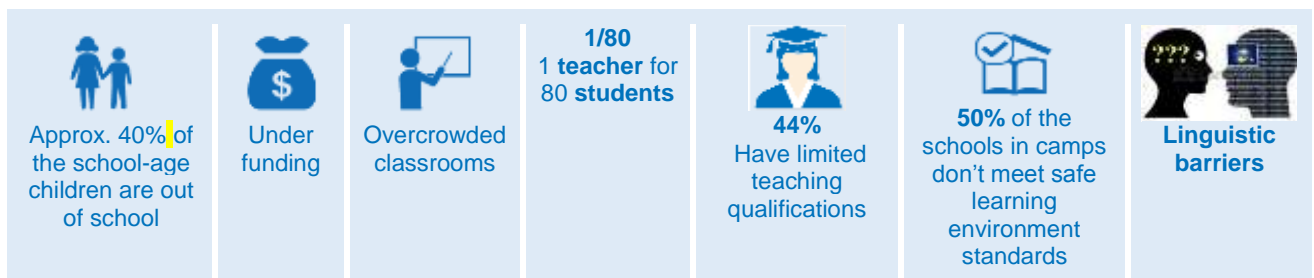 Approx. 40% of
the school-age
children are out
of school
$
Under
funding
Overcrowded
classrooms
1/80
1 teacher for
80 students
44%
Have limited
teaching
qualifications
50% of the
schools in camps
don't meet safe
learning
environment
standards
???
Linguistic
barriers